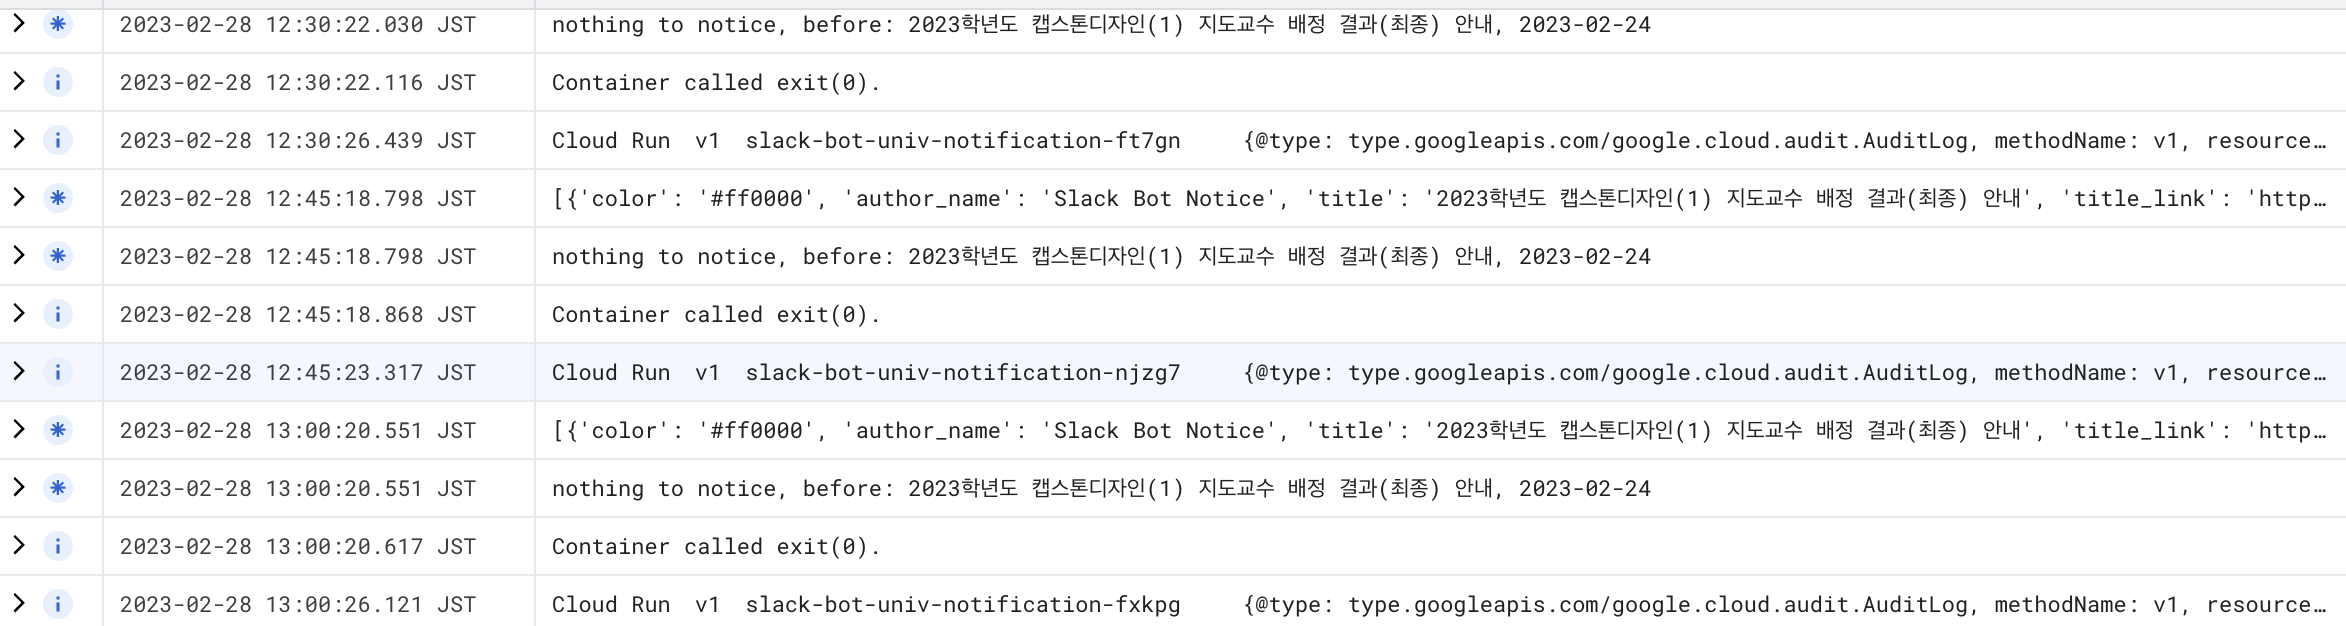 2023-02-28 12:30:22.030 JST nothing to notice, before: 2023학년도 캡스톤디자인(1) 지도교수 배정 결과(최종) 안내, 2023-02-24
2023-02-28 12:30:22.116 JST Container called exit(0).
2023-02-28 12:30:26.439 JST Cloud Run v1 slack-bot-univ-notification-ft7gn {@type: type.googleapis.com/google.cloud.audit.AuditLog, methodName: v1, resource…
2023-02-28 12:45:18.798 JST [{'color': '#ff0000', 'author_name': 'Slack Bot Notice', 'title': '2023학년도 캡스톤디자인(1) 지도교수 배정 결과(최종) 안내', 'title_link': 'http…
2023-02-28 12:45:18.798 JST nothing to notice, before: 2023학년도 캡스톤디자인(1) 지도교수 배정 결과(최종) 안내, 2023-02-24
2023-02-28 12:45:18.868 JST Container called exit(0).
2023-02-28 12:45:23.317 JST Cloud Run v1 slack-bot-univ-notification-njzg7 {@type: type.googleapis.com/google.cloud.audit.AuditLog, methodName: v1, resource…
2023-02-28 13:00:20.551 JST [{'color': '#ff0000', 'author_name': 'Slack Bot Notice', 'title': '2023학년도 캡스톤디자인(1) 지도교수 배정 결과(최종) 안내', 'title_link': 'http…
2023-02-28 13:00:20.551 JST nothing to notice, before: 2023학년도 캡스톤디자인(1) 지도교수 배정 결과(최종) 안내, 2023-02-24
2023-02-28 13:00:20.617 JST Container called exit(0).
2023-02-28 13:00:26.121 JST Cloud Run v1 slack-bot-univ-notification-fxkpg {@type: type.googleapis.com/google.cloud.audit.AuditLog, methodName: v1, resource…